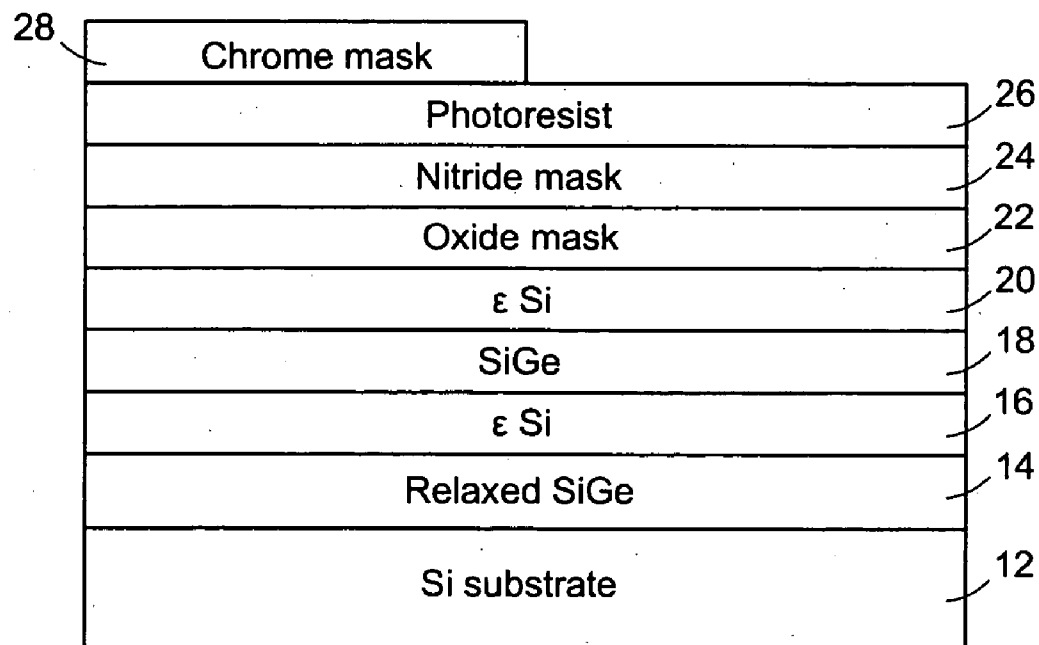 28
Chrome mask
Photoresist
26
Nitride mask
24
Oxide mask
22
ε Si
20
SiGe
18
ε Si
16
Relaxed SiGe
14
Si substrate
12